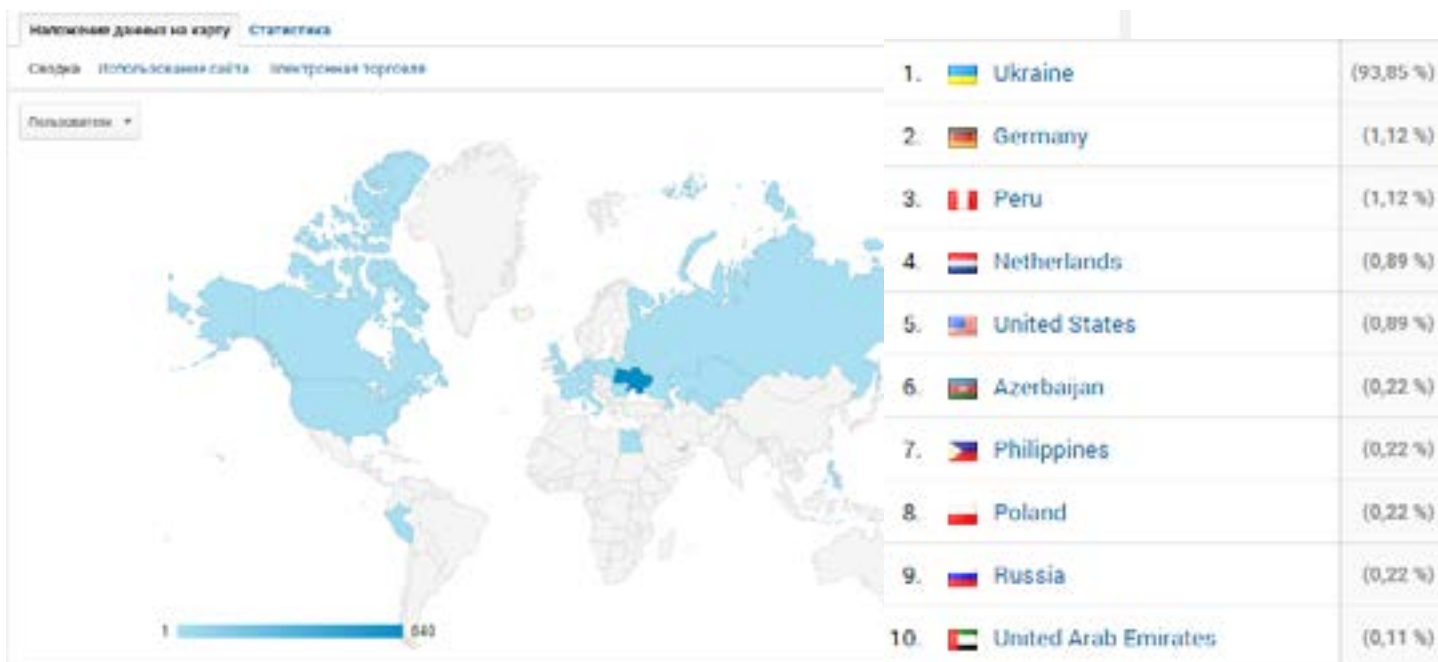 Наложение данных на карту Статистика
Сводка Использование сайта Электронная торговля
Пользователи
1 840
1. Ukraine (93,85 %)
2. Germany (1,12 %)
3. Peru (1,12 %)
4. Netherlands (0,89 %)
5. United States (0,89 %)
6. Azerbaijan (0,22 %)
7. Philippines (0,22 %)
8. Poland (0,22 %)
9. Russia (0,22 %)
10. United Arab Emirates (0,11 %)